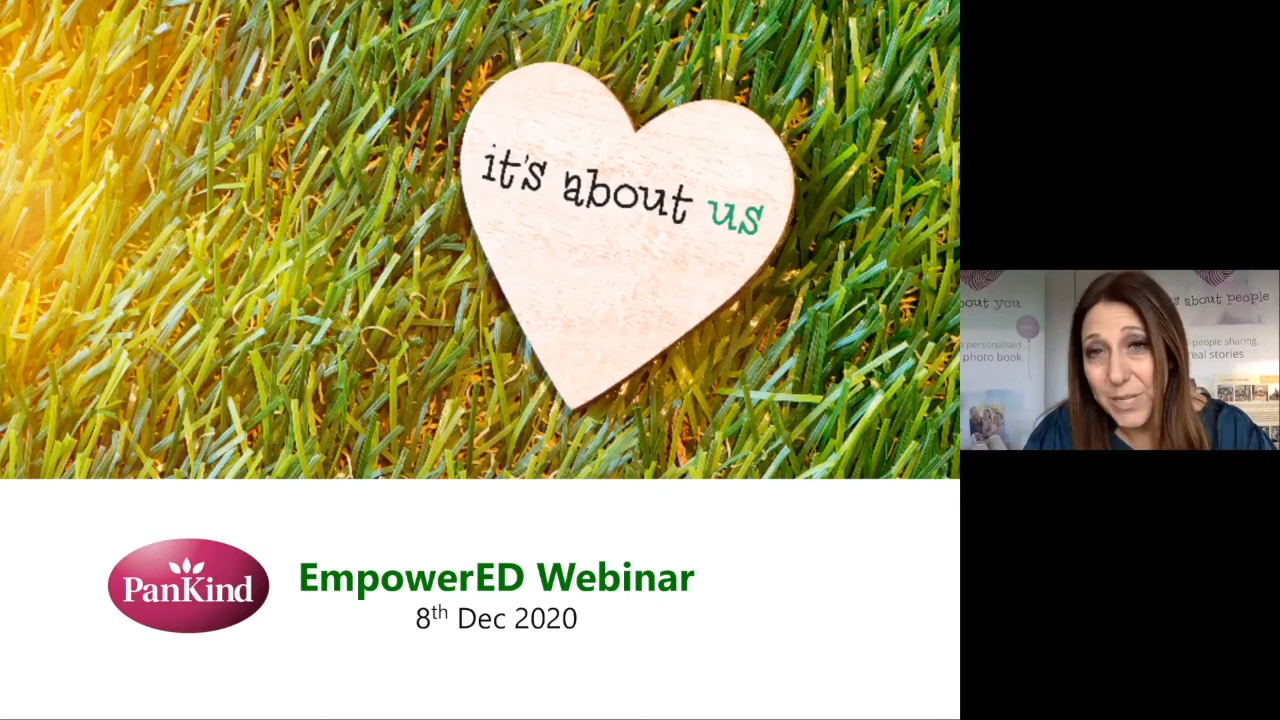 it's about us
PanKind
EmpowerED Webinar
8th Dec 2020
out you
personalised
photo book
about people
people sharing
real stories